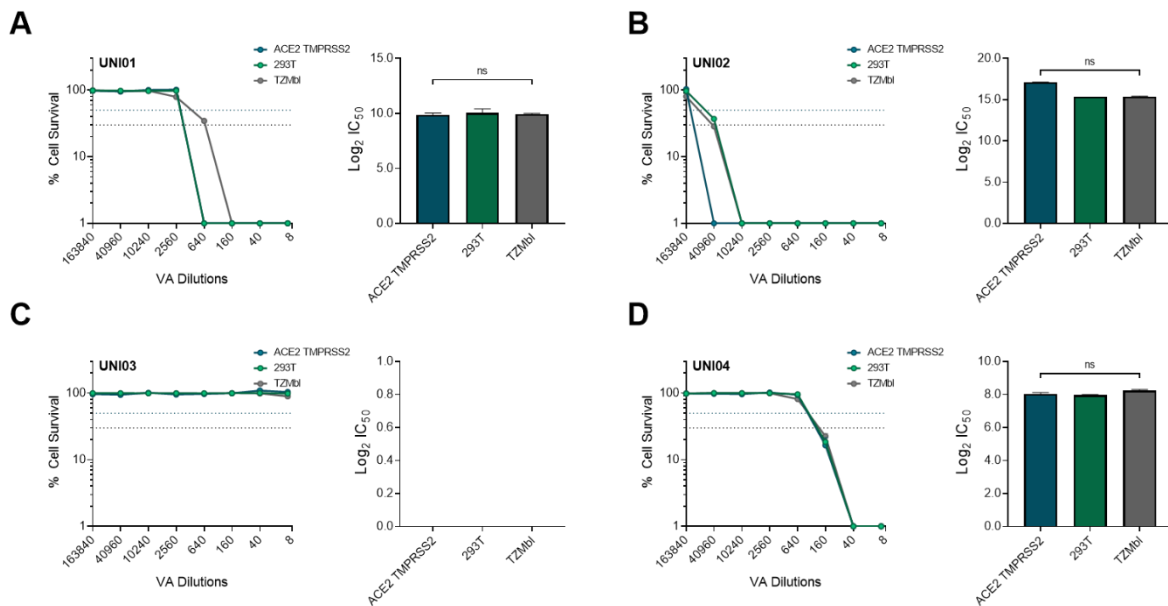 A
UNI01
ACE2 TMPRSS2
293T
TZMbl
% Cell Survival
100
10
1
163840
40960
10240
2560
640
160
40
8
VA Dilutions
Log2 IC50
15.0
10.0
5.0
0.0
ns
ACE2 TMPRSS2
293T
TZMbl
B
UNI02
ACE2 TMPRSS2
293T
TZMbl
% Cell Survival
100
10
1
163840
40960
10240
2560
640
160
40
8
VA Dilutions
Log2 IC50
20.0
15.0
10.0
5.0
0.0
ns
ACE2 TMPRSS2
293T
TZMbl
C
UNI03
ACE2 TMPRSS2
293T
TZMbl
% Cell Survival
100
10
1
163840
40960
10240
2560
640
160
40
8
VA Dilutions
Log2 IC50
1.0
0.8
0.6
0.4
0.2
0.0
ACE2 TMPRSS2
293T
TZMbl
D
UNI04
ACE2 TMPRSS2
293T
TZMbl
% Cell Survival
100
10
1
163840
40960
10240
2560
640
160
40
8
VA Dilutions
Log2 IC50
10.0
8.0
6.0
4.0
2.0
0.0
ns
ACE2 TMPRSS2
293T
TZMbl